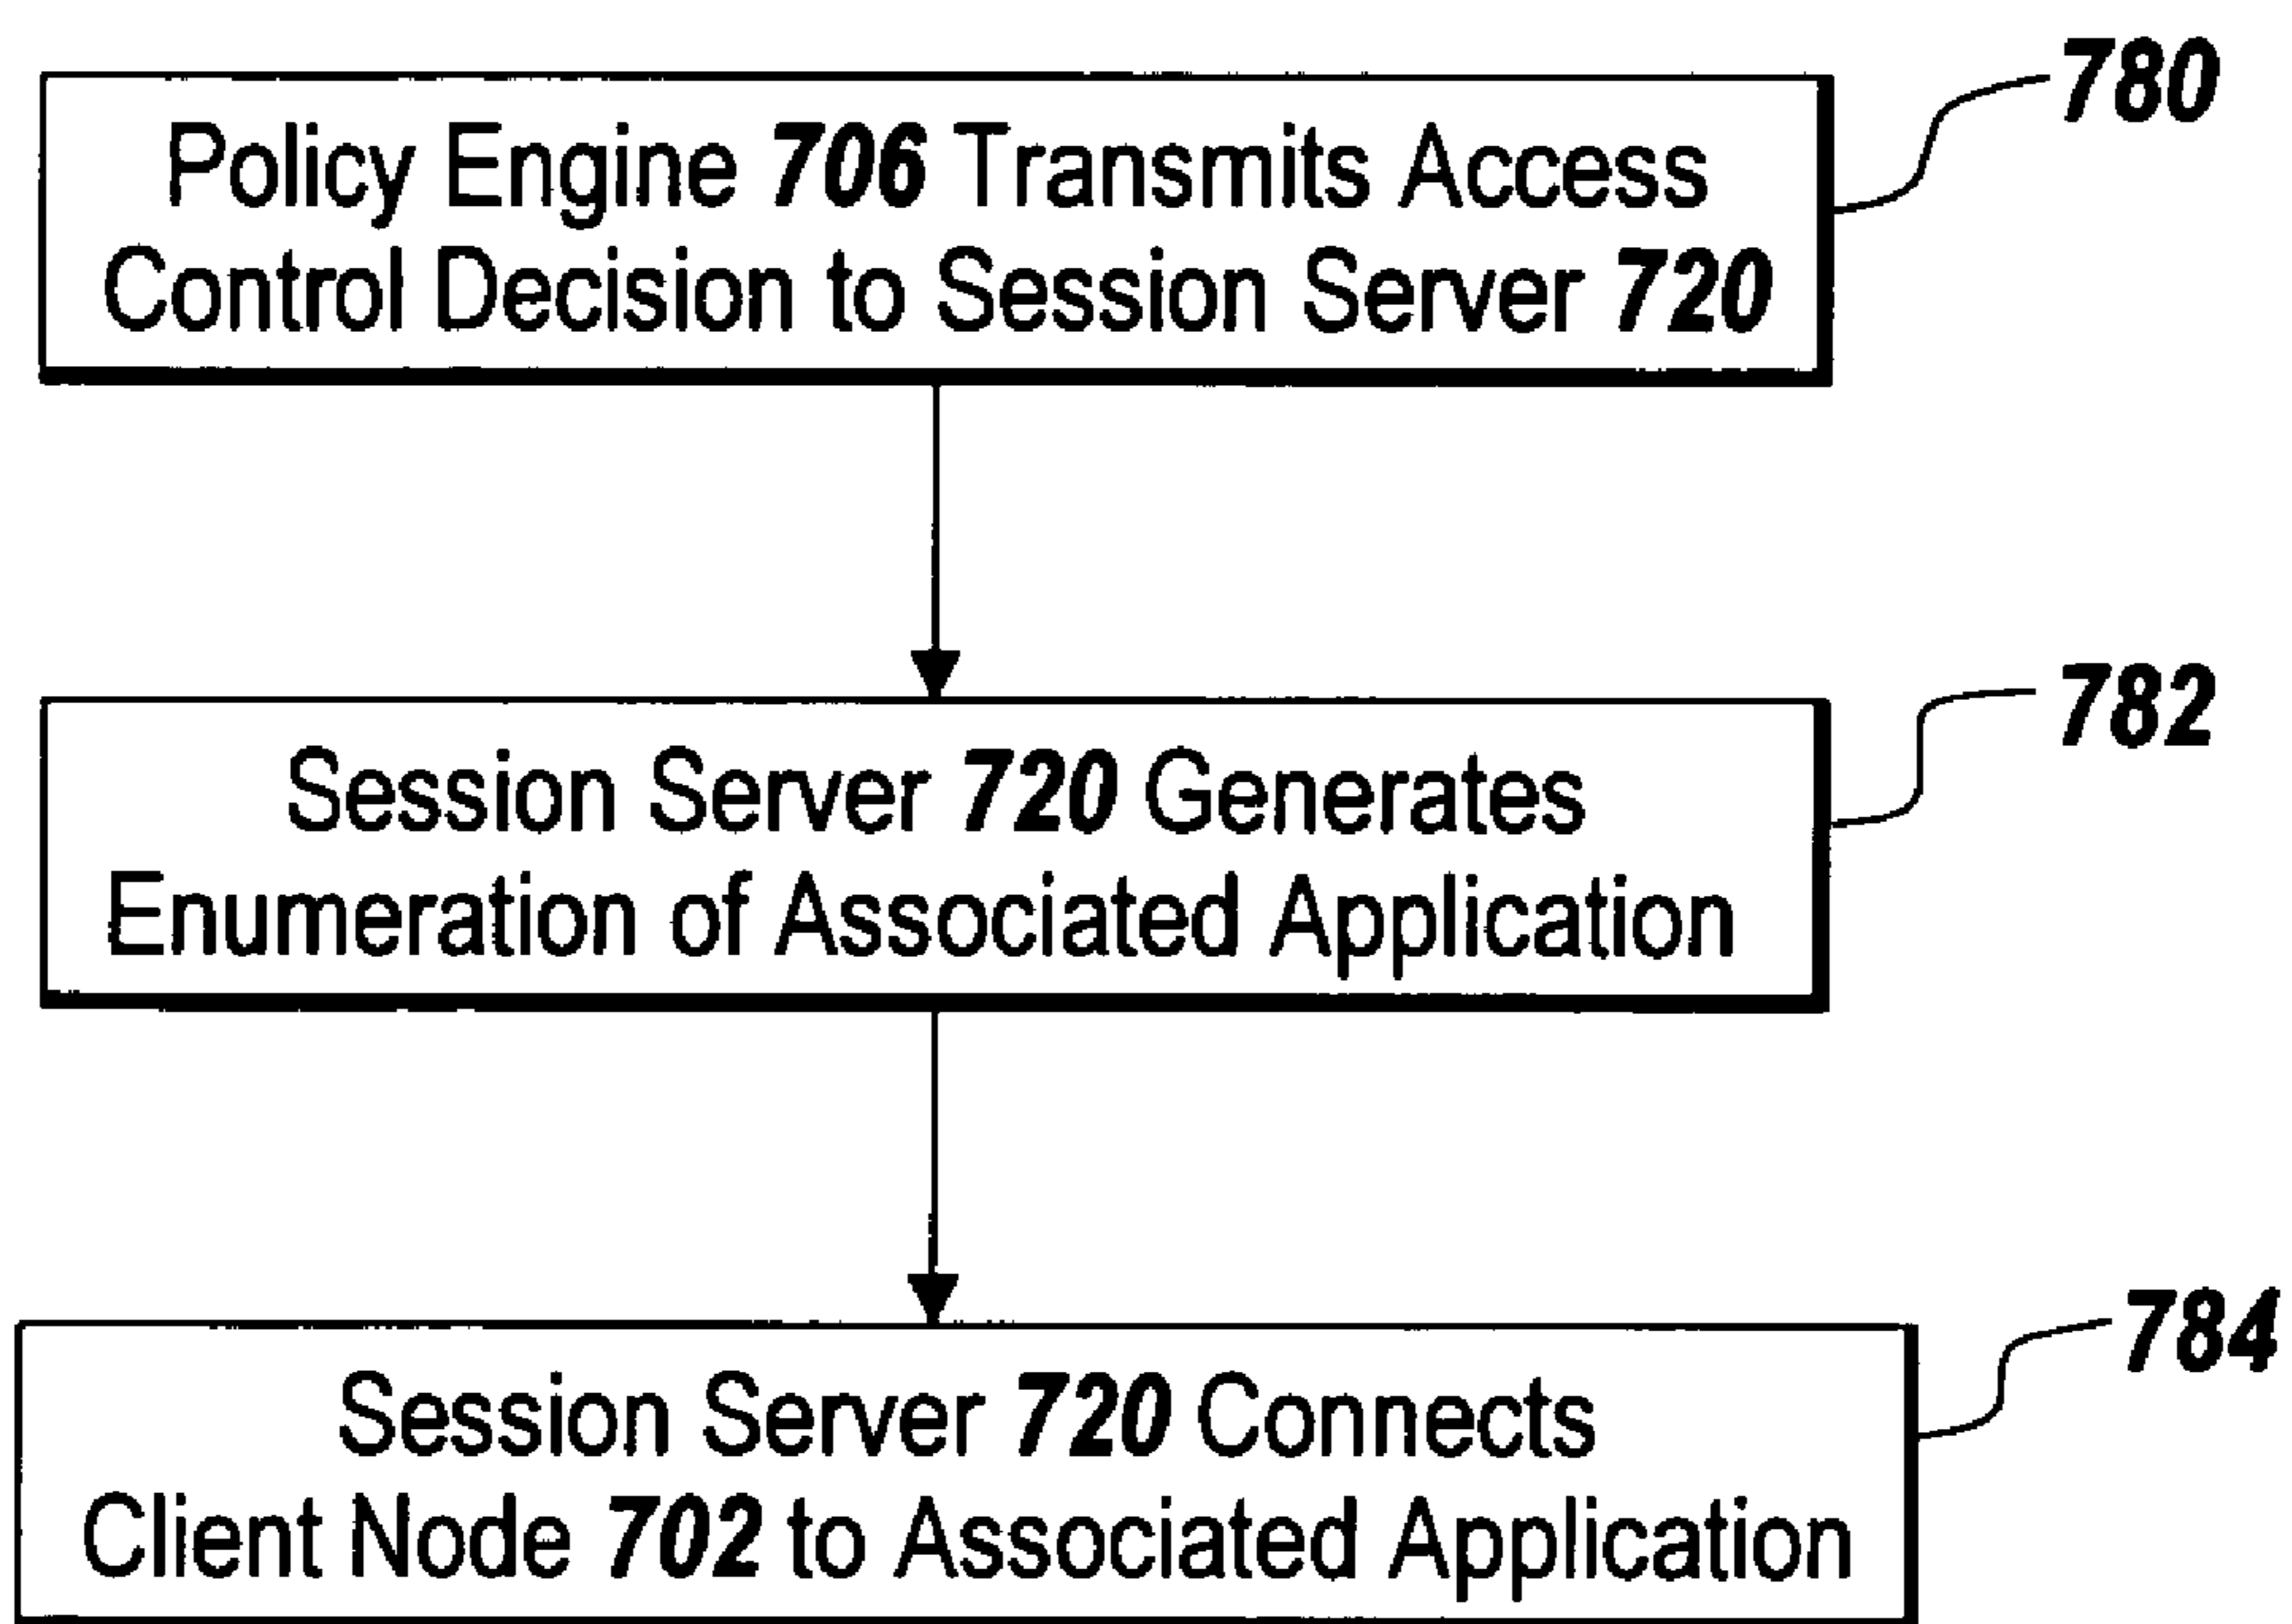 780
Policy Engine 706 Transmits Access
Control Decision to Session Server 720
782
Session Server 720 Generates
Enumeration of Associated Application
784
Session Server 720 Connects
Client Node 702 to Associated Application